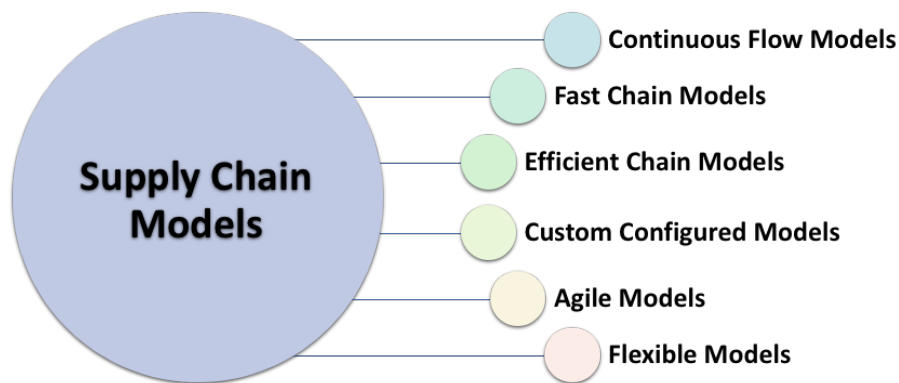 Supply Chain
Models
Continuous Flow Models
Fast Chain Models
Efficient Chain Models
Custom Configured Models
Agile Models
Flexible Models